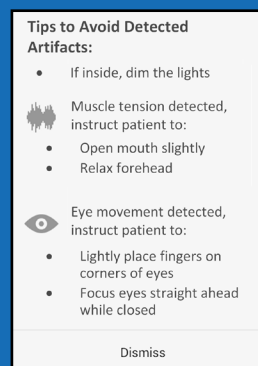 Tips to Avoid Detected
Artifacts:
• If inside, dim the lights
Muscle tension detected,
instruct patient to:
• Open mouth slightly
• Relax forehead
Eye movement detected,
instruct patient to:
• Lightly place fingers on
corners of eyes
• Focus eyes straight ahead
while closed
Dismiss